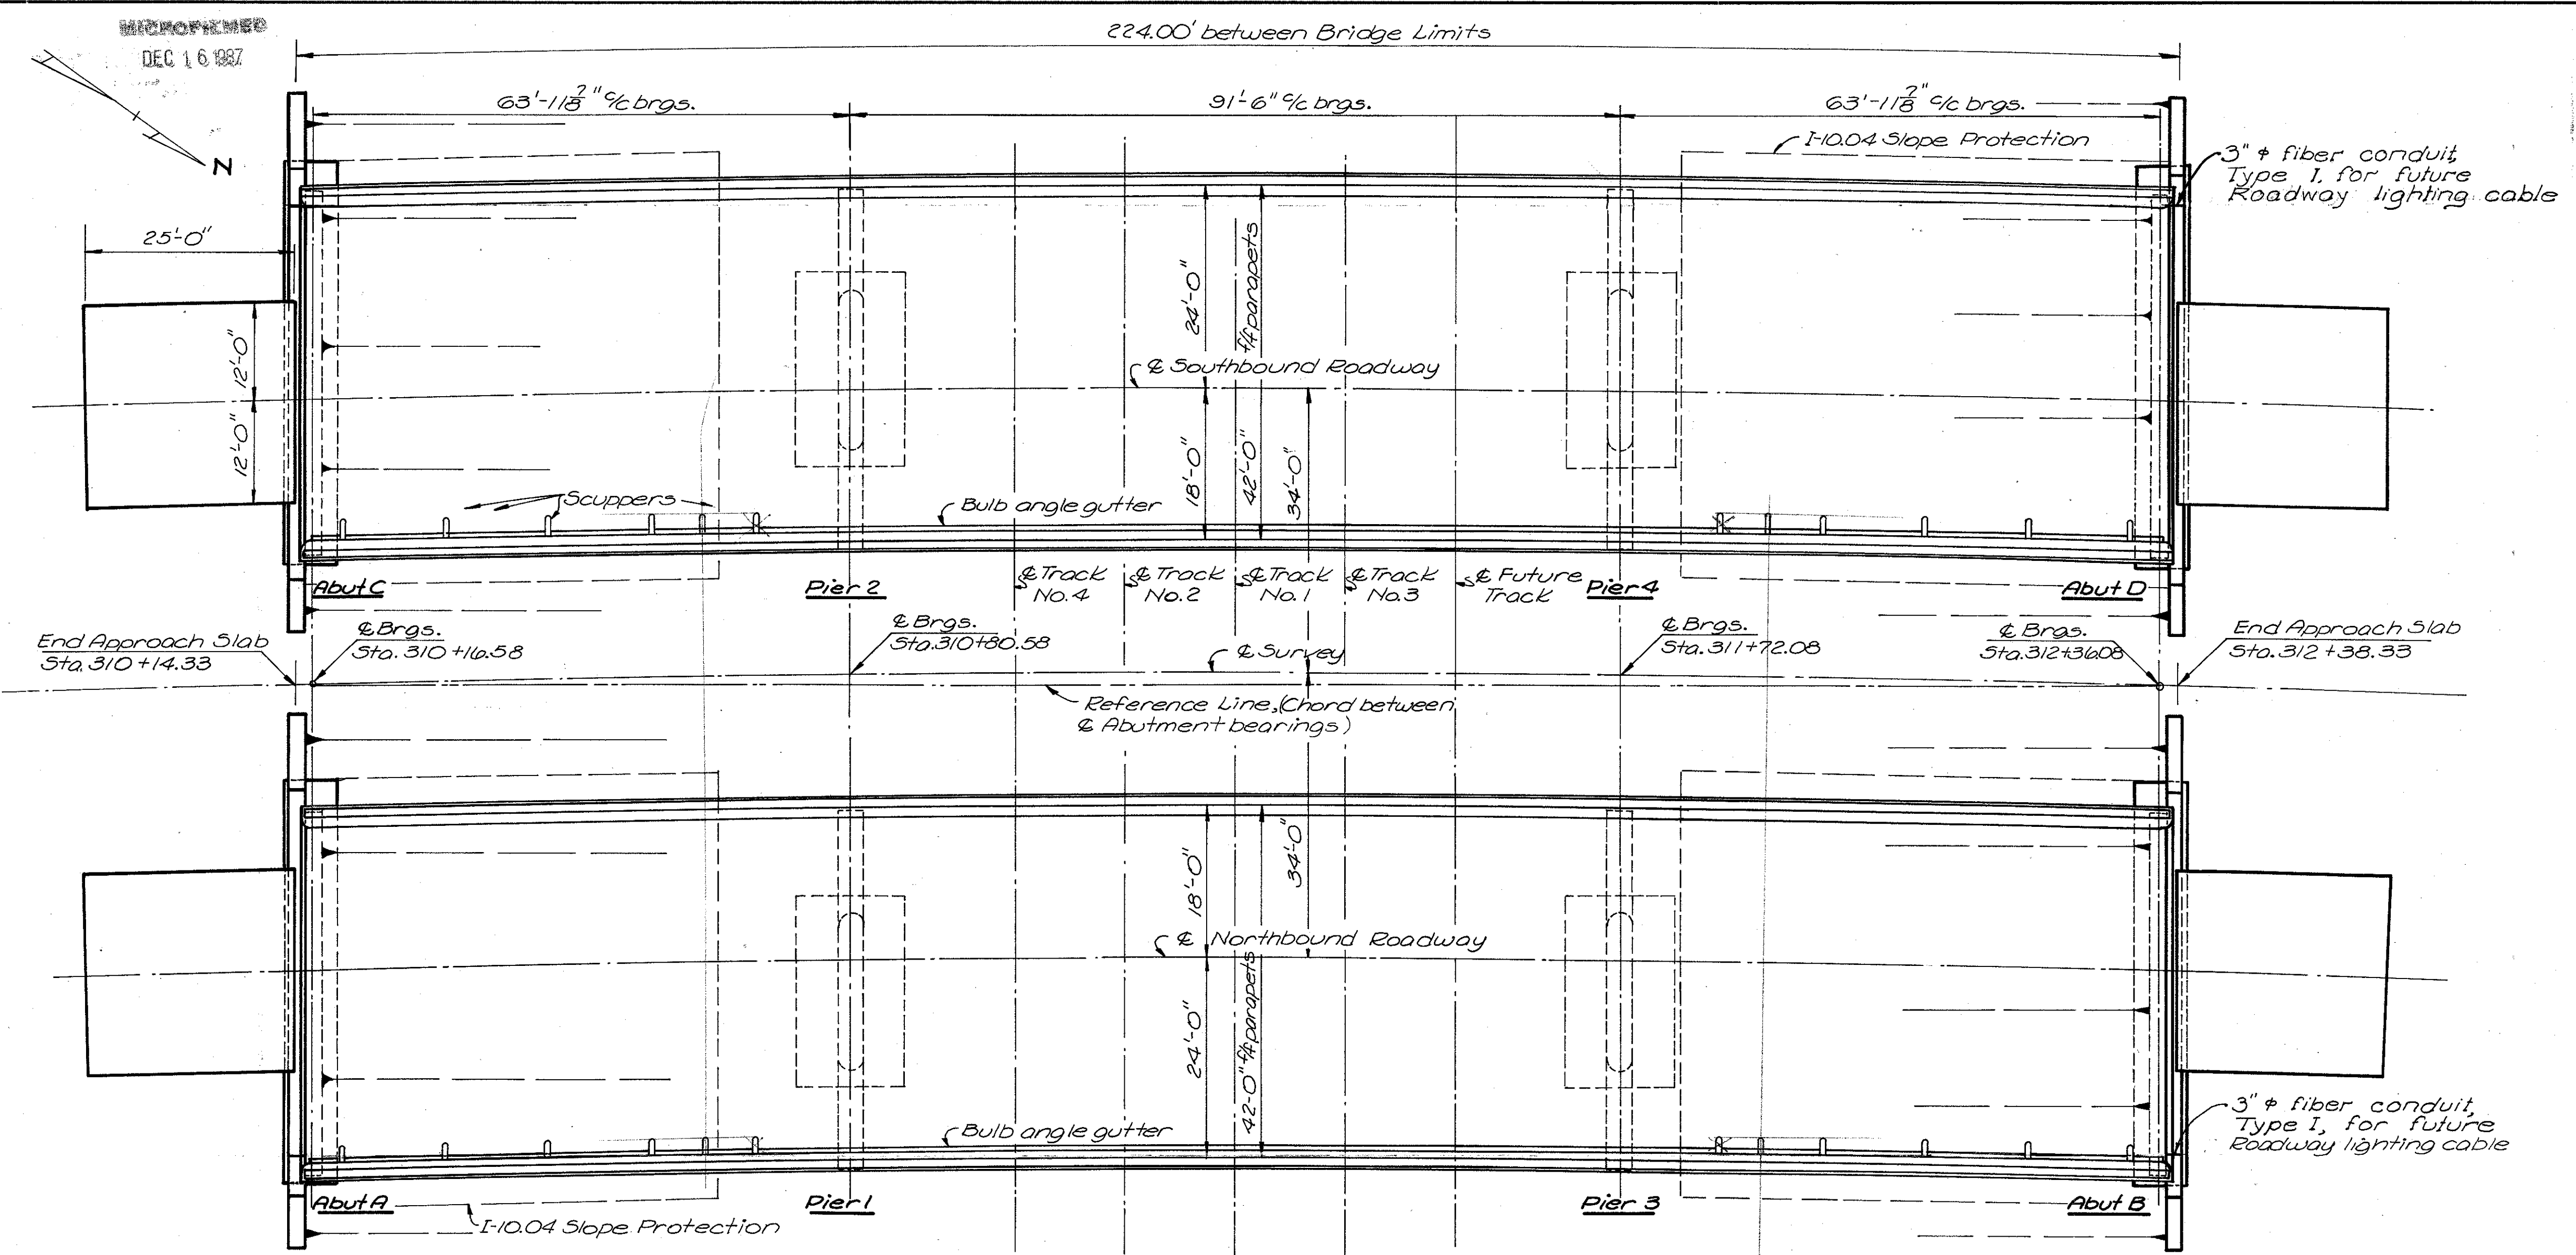 MICROFILMED
DEC 16 1987
224.00' between Bridge Limits
63'-11 7/8" c/c brgs.
91'-6" c/c brgs.
63'-11 7/8" c/c brgs.
N
I-10.04 Slope Protection
3" ⌀ fiber conduit,
Type I, for future
Roadway lighting cable
25'-0"
12'-0"
12'-0"
24'-0"
f/f parapets
℄ Southbound Roadway
18'-0"
42'-0"
34'-0"
Scuppers
Bulb angle gutter
Abut C
Pier 2
℄ Track
No. 4
℄ Track
No. 2
℄ Track
No. 1
℄ Track
No. 3
℄ Future
Track
Pier 4
Abut D
End Approach Slab
Sta. 310+14.33
℄ Brgs.
Sta. 310+16.58
℄ Brgs.
Sta. 310+80.58
℄ Survey
℄ Brgs.
Sta. 311+72.08
℄ Brgs.
Sta. 312+36.08
End Approach Slab
Sta. 312+38.33
Reference Line, (Chord between
℄ Abutment bearings)
18'-0"
34'-0"
℄ Northbound Roadway
24'-0"
42'-0" f/f parapets
Bulb angle gutter
3" ⌀ fiber conduit,
Type I, for future
Roadway lighting cable
Abut A
Pier 1
Pier 3
Abut B
I-10.04 Slope Protection